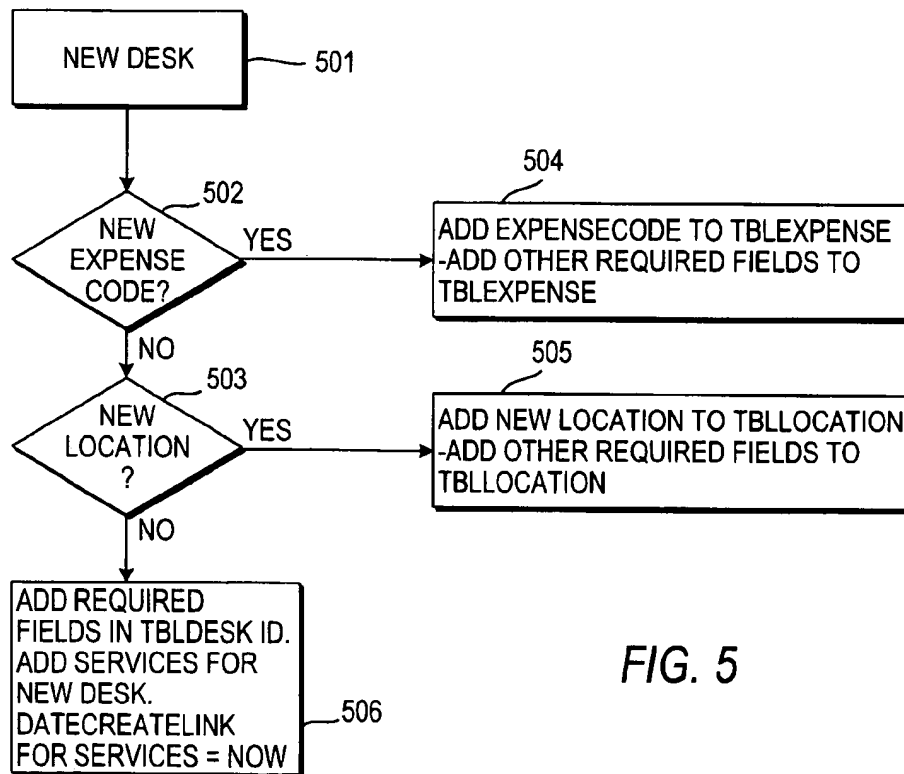 NEW DESK
501
502
NEW
EXPENSE
CODE?
YES
NO
504
ADD EXPENSECODE TO TBLEXPENSE
-ADD OTHER REQUIRED FIELDS TO
TBLEXPENSE
503
NEW
LOCATION
?
YES
NO
505
ADD NEW LOCATION TO TBLLOCATION
-ADD OTHER REQUIRED FIELDS TO
TBLLOCATION
ADD REQUIRED
FIELDS IN TBLDESK ID.
ADD SERVICES FOR
NEW DESK.
DATECREATELINK
FOR SERVICES = NOW
506
FIG. 5